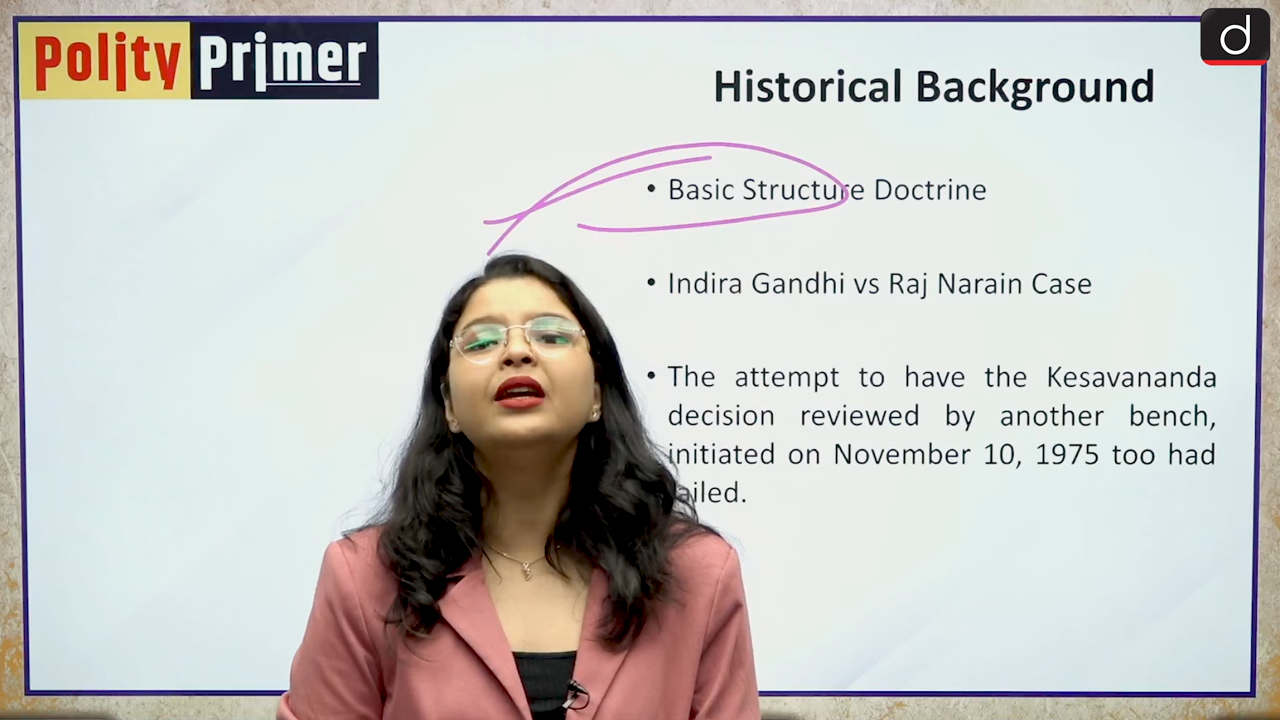 Polity Primer
d
Historical Background
• Basic Structure Doctrine
• Indira Gandhi vs Raj Narain Case
• The attempt to have the Kesavananda
decision reviewed by another bench,
initiated on November 10, 1975 too had
ailed.